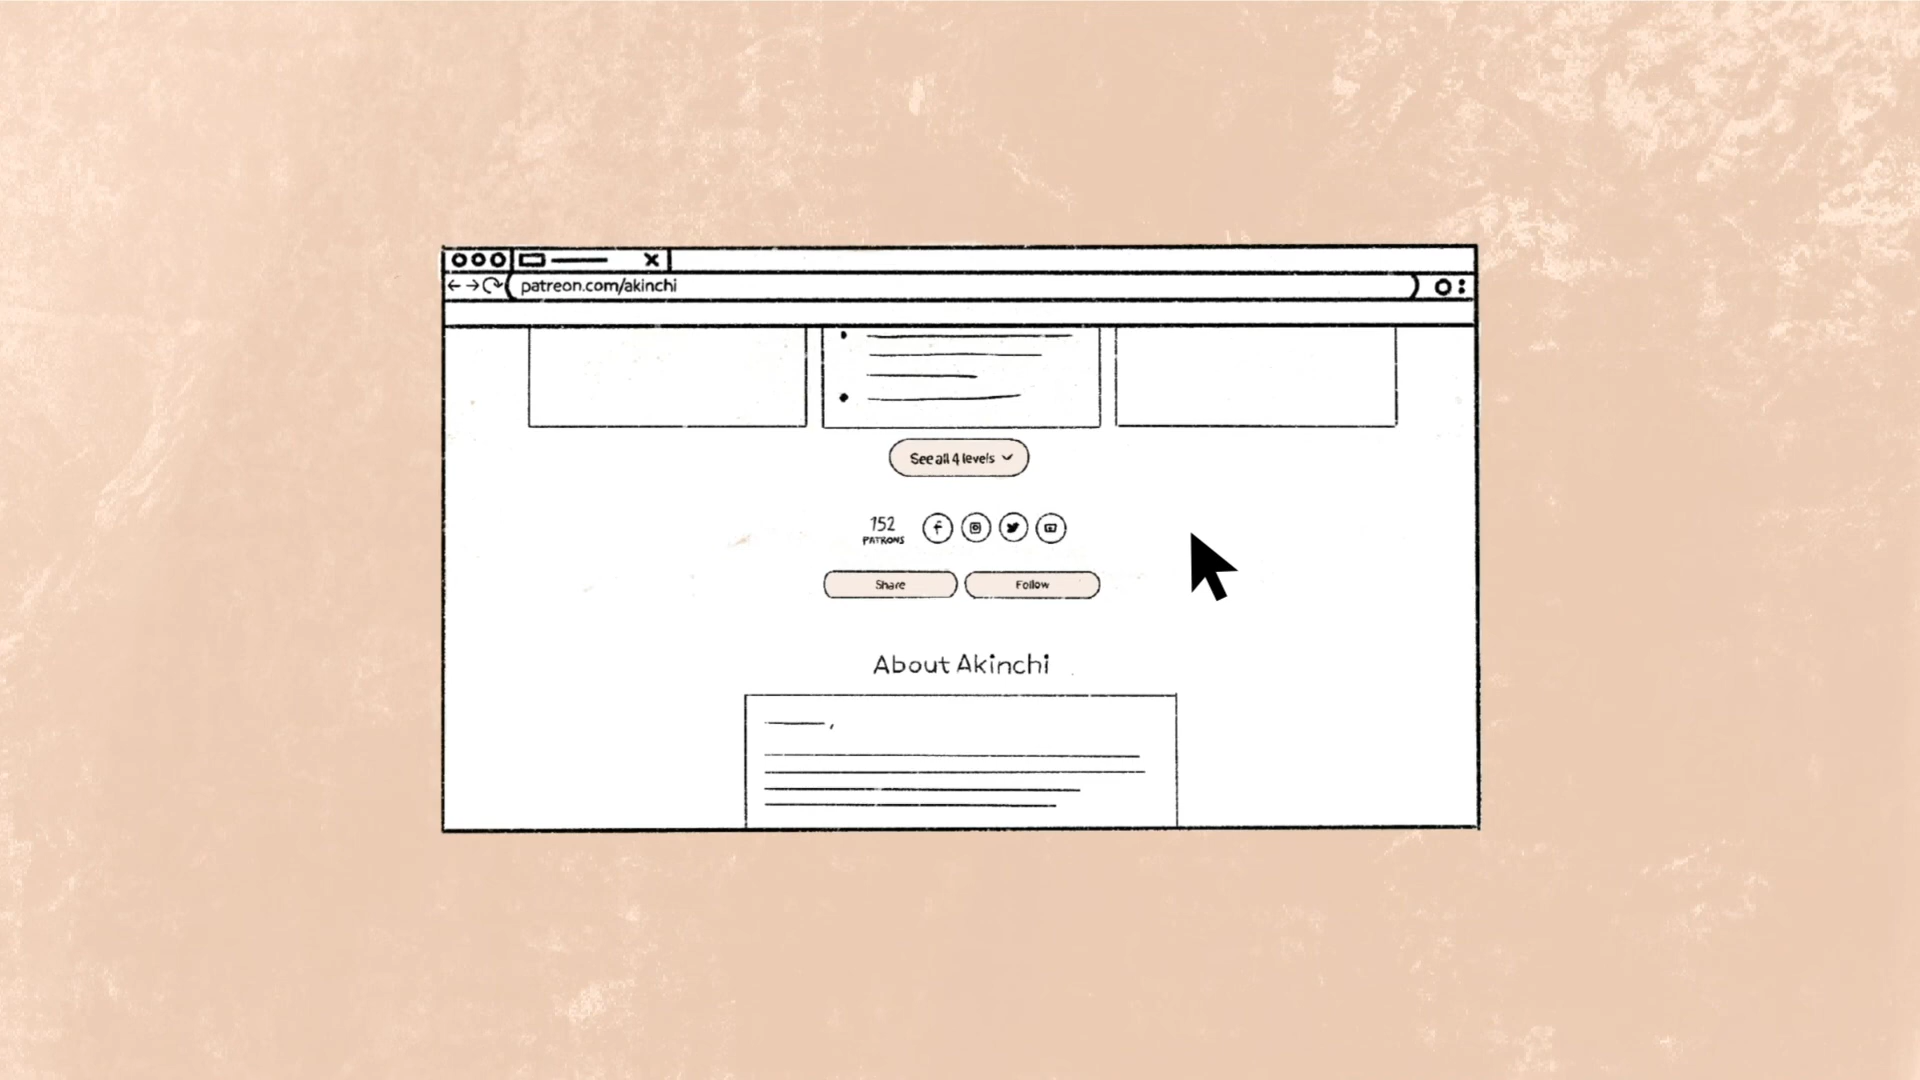 patreon.com/akinchi
See all 4 levels
152
PATRONS
Share
Follow
About Akinchi